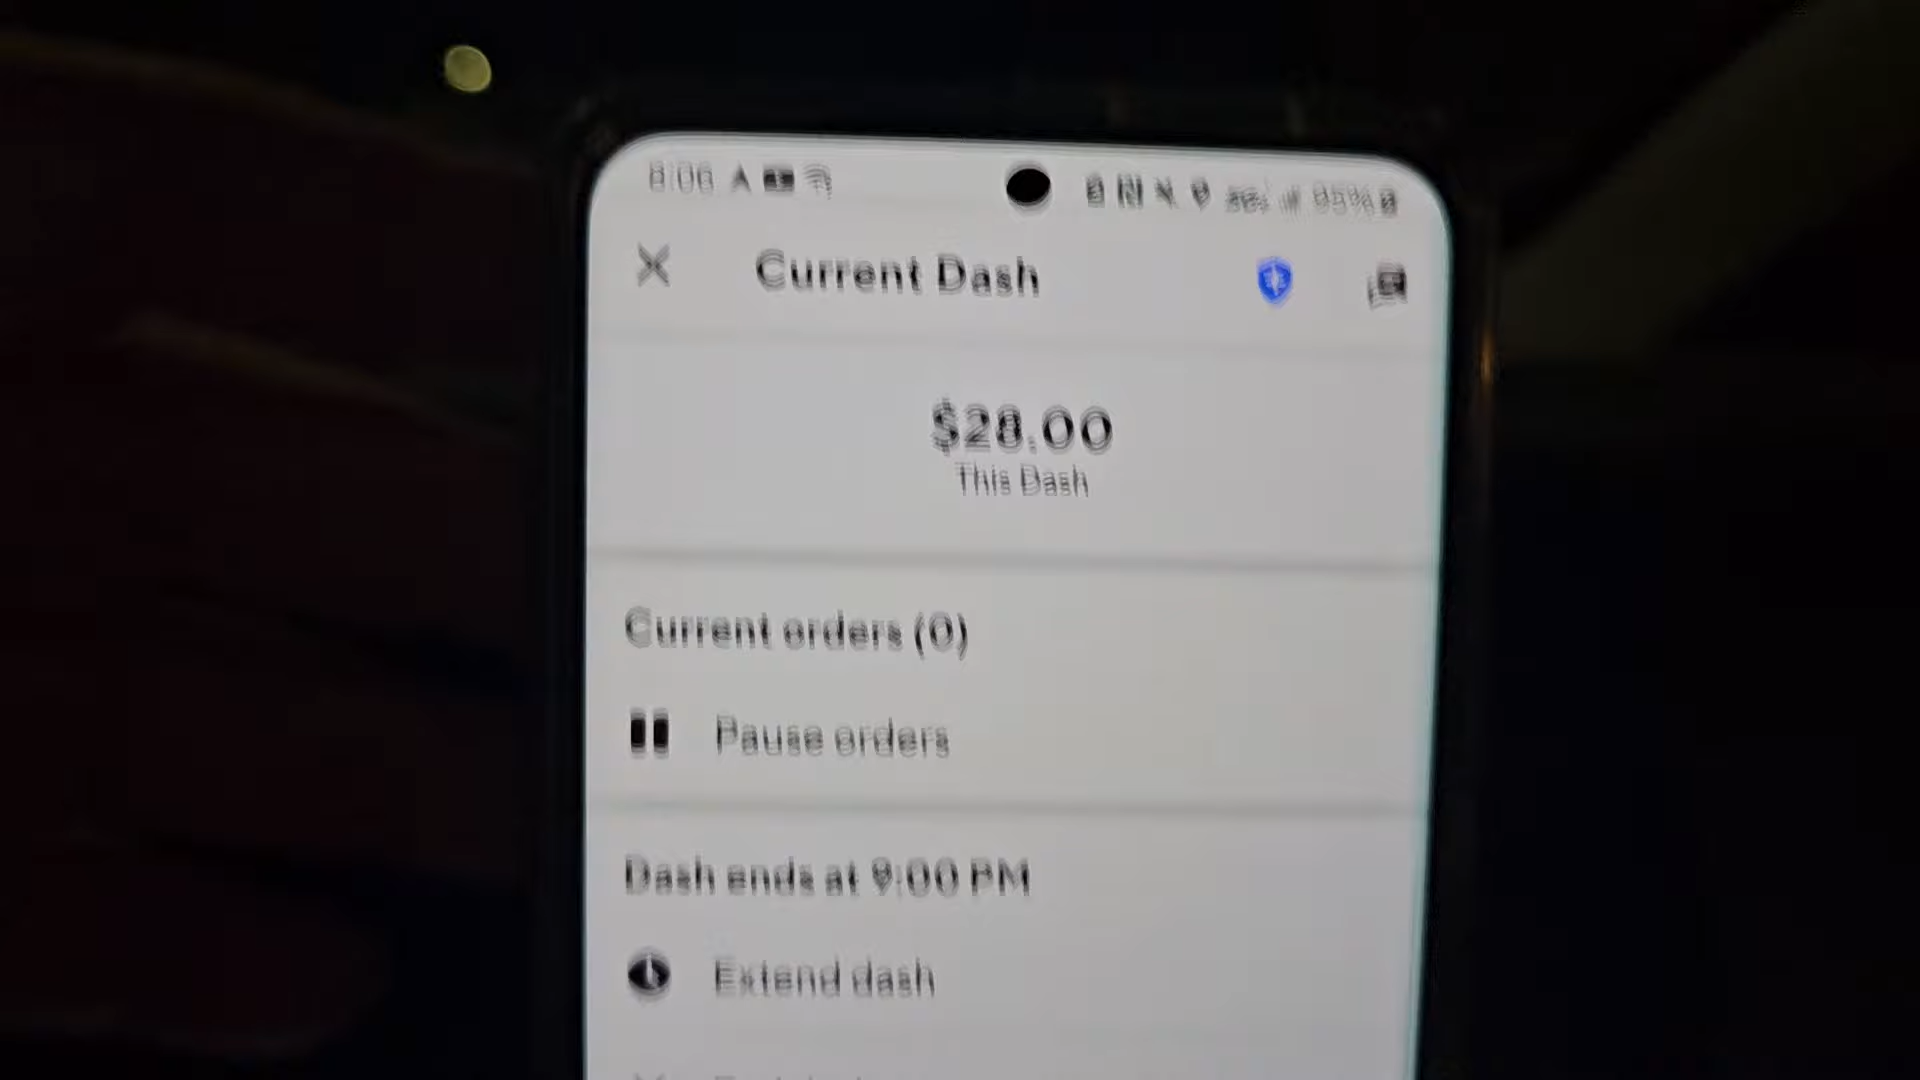 Current Dash
$28.00
This Dash
Current orders (0)
Pause orders
Dash ends at 9:00 PM
Extend dash